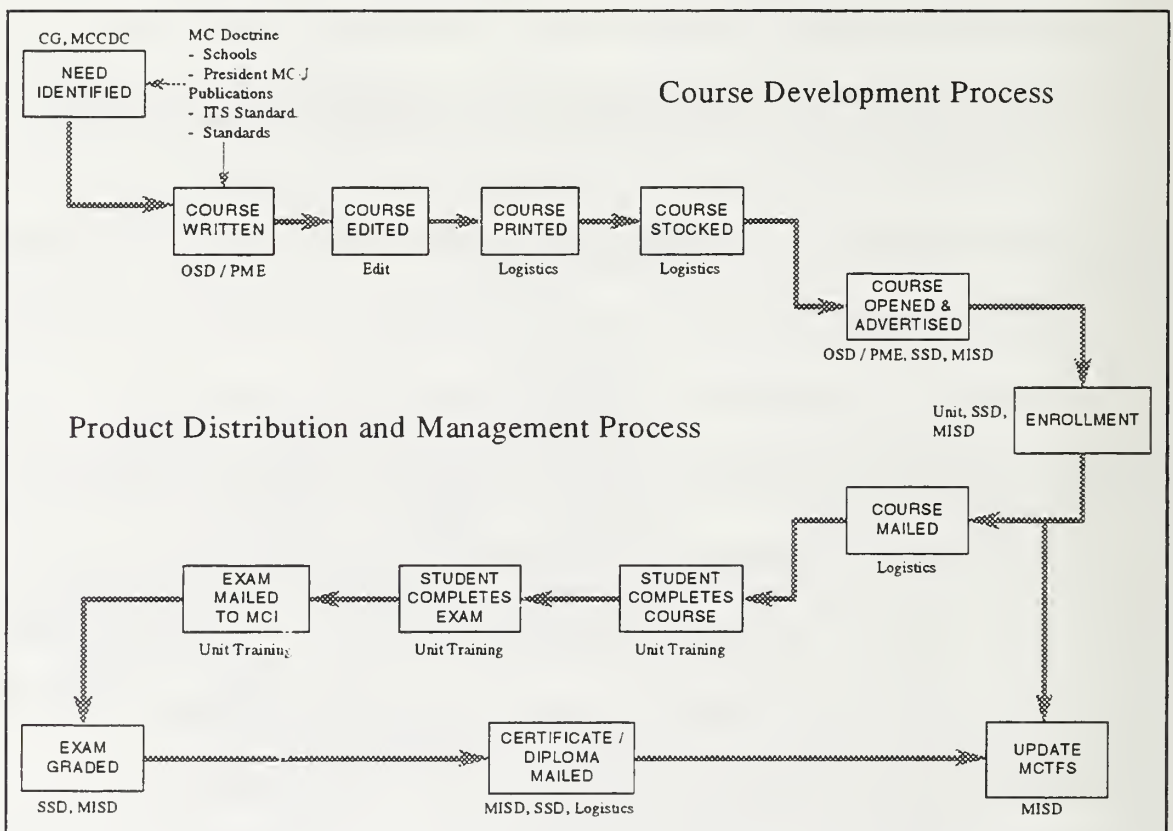 CG, MCCDC
NEED
IDENTIFIED
MC Doctrine
- Schools
- President MC-J
Publications
- ITS Standard.
- Standards
Course Development Process
COURSE
WRITTEN
OSD / PME
COURSE
EDITED
Edit
COURSE
PRINTED
Logistics
COURSE
STOCKED
Logistics
COURSE
OPENED &
ADVERTISED
OSD / PME, SSD, MISD
Unit, SSD,
MISD
ENROLLMENT
Product Distribution and Management Process
COURSE
MAILED
Logistics
STUDENT
COMPLETES
COURSE
Unit Training
STUDENT
COMPLETES
EXAM
Unit Training
EXAM
MAILED
TO MCI
Unit Training
EXAM
GRADED
SSD, MISD
CERTIFICATE /
DIPLOMA
MAILED
MISD, SSD, Logistics
UPDATE
MCTFS
MISD